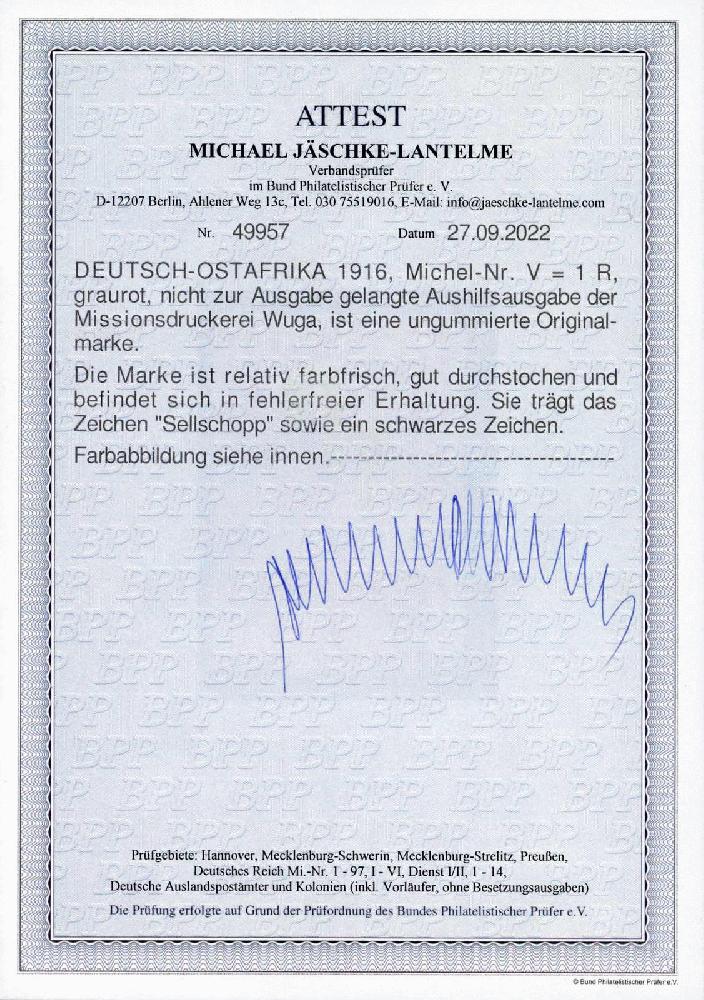 ATTEST
MICHAEL JÄSCHKE-LANTELME
Verbandsprüfer
im Bund Philatelistischer Prüfer e. V.
D-12207 Berlin, Ahlener Weg 13c, Tel. 030 75519016, E-Mail: info@jaeschke-lantelme.com
Nr. 49957 Datum 27.09.2022
DEUTSCH-OSTAFRIKA 1916, Michel-Nr. V = 1 R,
graurot, nicht zur Ausgabe gelangte Aushilfsausgabe der
Missionsdruckerei Wuga, ist eine ungummierte Original-
marke.
Die Marke ist relativ farbfrisch, gut durchstochen und
befindet sich in fehlerfreier Erhaltung. Sie trägt das
Zeichen "Sellschopp" sowie ein schwarzes Zeichen.
Farbabbildung siehe innen.------------------------------------
Prüfgebiete: Hannover, Mecklenburg-Schwerin, Mecklenburg-Strelitz, Preußen,
Deutsches Reich Mi.-Nr. 1 - 97, I - VI, Dienst I/II, 1 - 14,
Deutsche Auslandspostämter und Kolonien (inkl. Vorläufer, ohne Besetzungsausgaben)
Die Prüfung erfolgte auf Grund der Prüfordnung des Bundes Philatelistischer Prüfer e.V.
© Bund Philatelistischer Prüfer e.V.